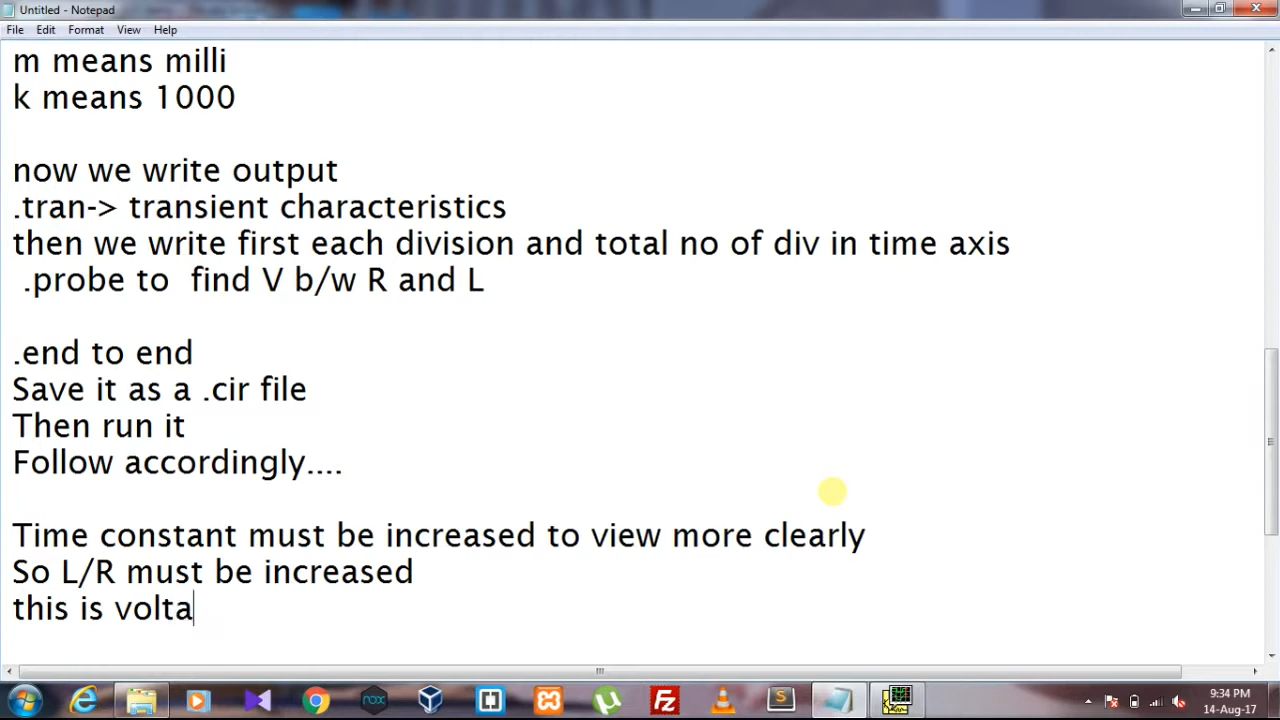 Untitled - Notepad
File Edit Format View Help
m means milli
k means 1000
now we write output
.tran-> transient characteristics
then we write first each division and total no of div in time axis
.probe to  find V b/w R and L
.end to end
Save it as a .cir file
Then run it
Follow accordingly....
Time constant must be increased to view more clearly
So L/R must be increased
this is volta
nox
Fz
S
9:34 PM
14-Aug-17